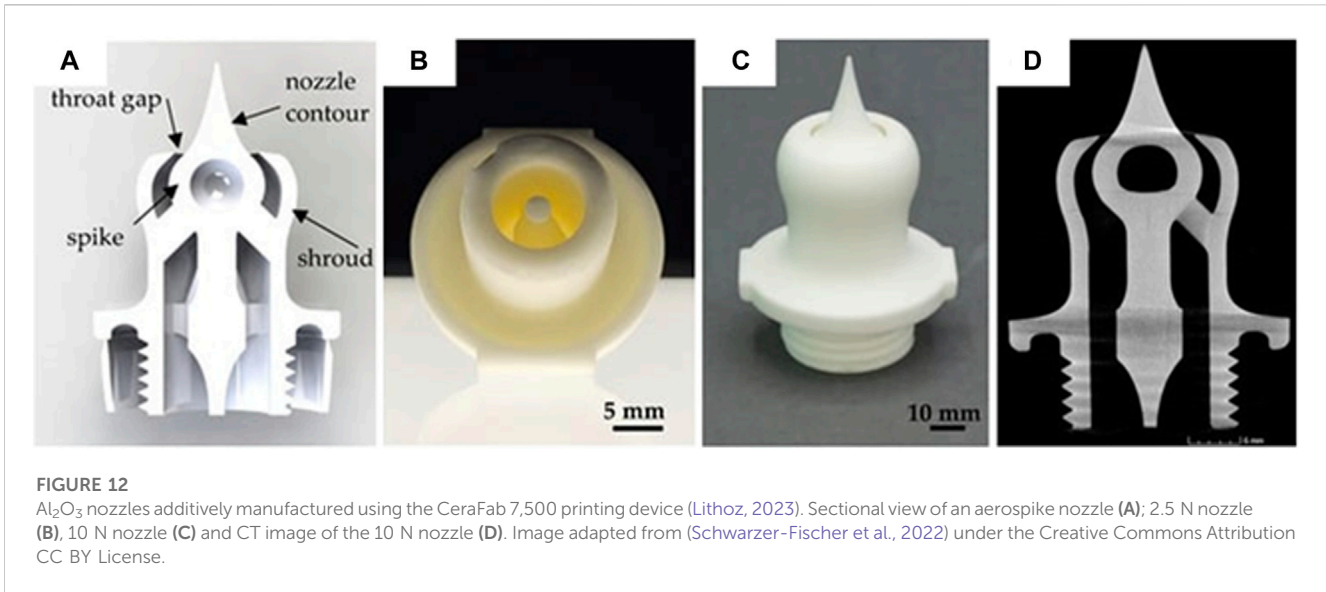 A
throat gap
nozzle
contour
spike
shroud
B
5 mm
C
10 mm
D
6 mm
FIGURE 12
Al₂O₃ nozzles additively manufactured using the CeraFab 7,500 printing device (Lithoz, 2023). Sectional view of an aerospike nozzle (A); 2.5 N nozzle
(B), 10 N nozzle (C) and CT image of the 10 N nozzle (D). Image adapted from (Schwarzer-Fischer et al., 2022) under the Creative Commons Attribution
CC BY License.